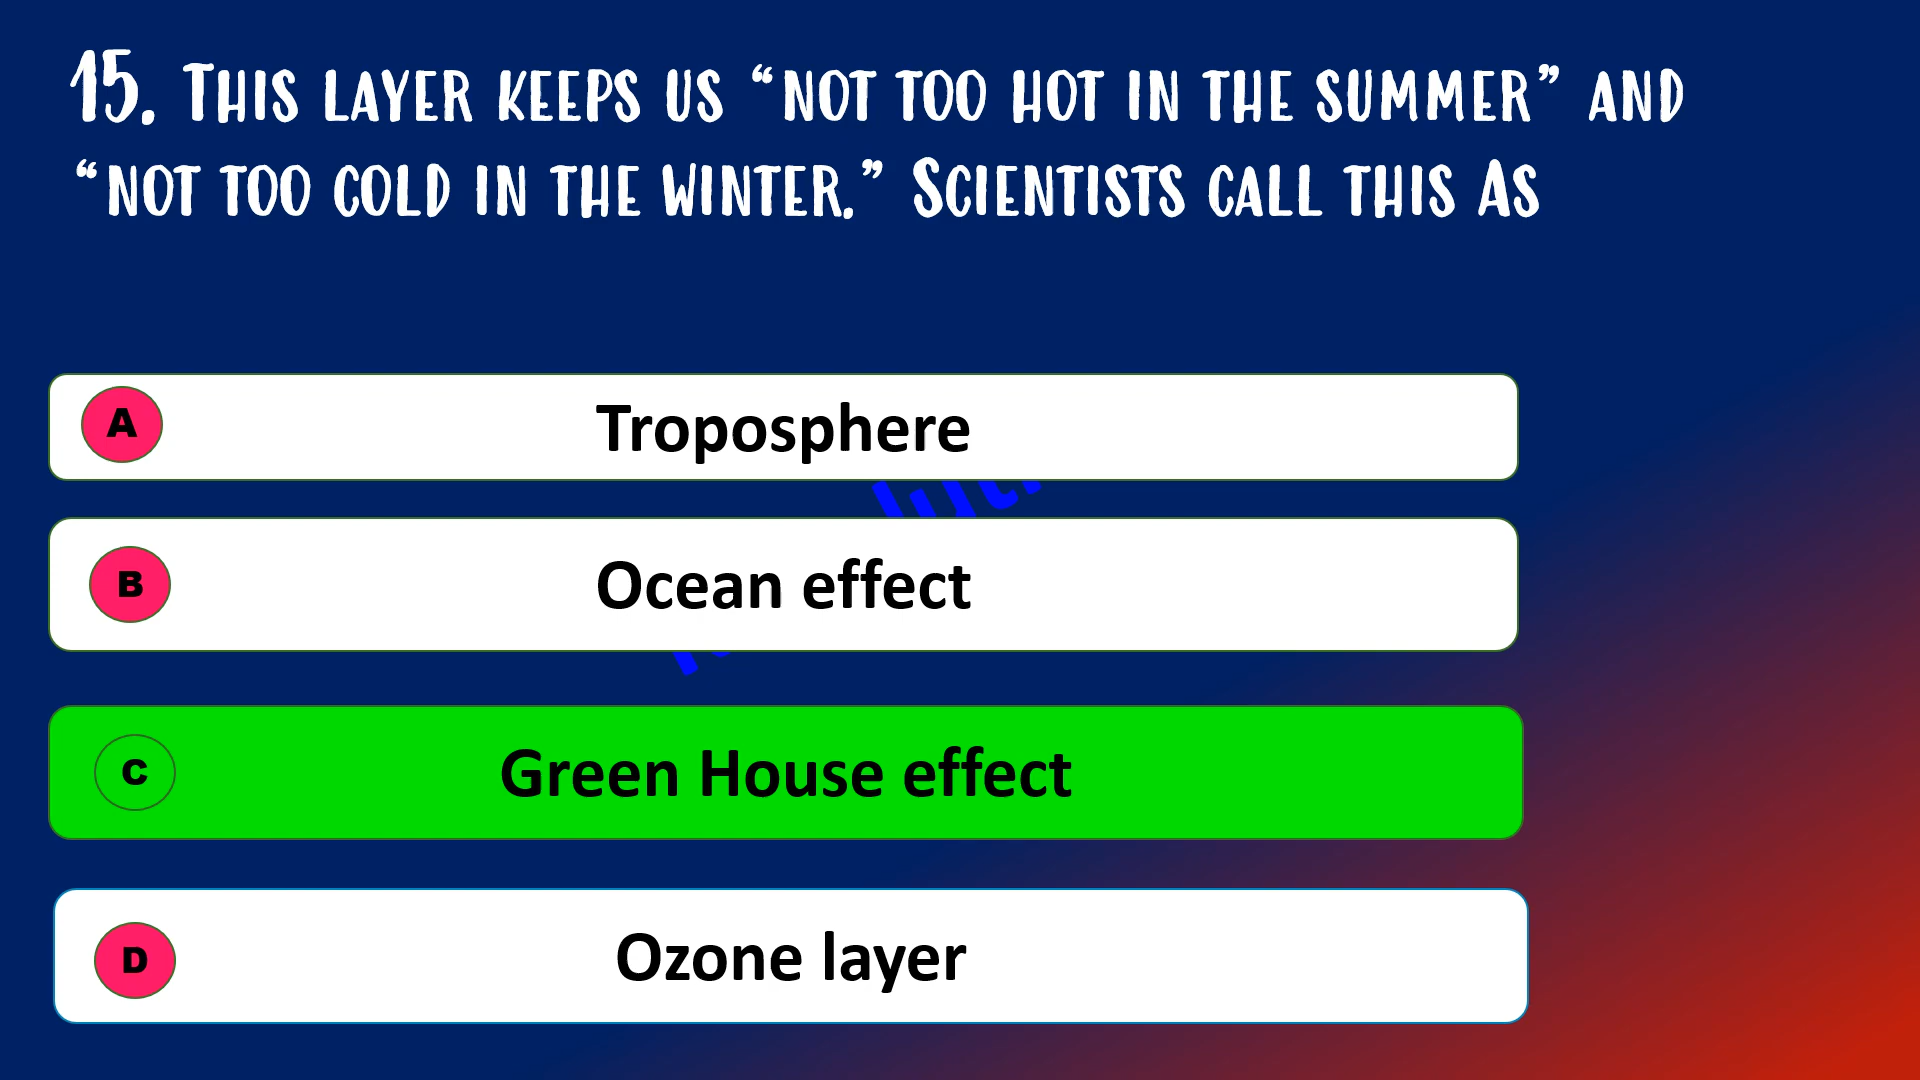 15. This layer keeps us “not too hot in the summer” and
“not too cold in the winter.” Scientists call this As
A Troposphere
B Ocean effect
C Green House effect
D Ozone layer